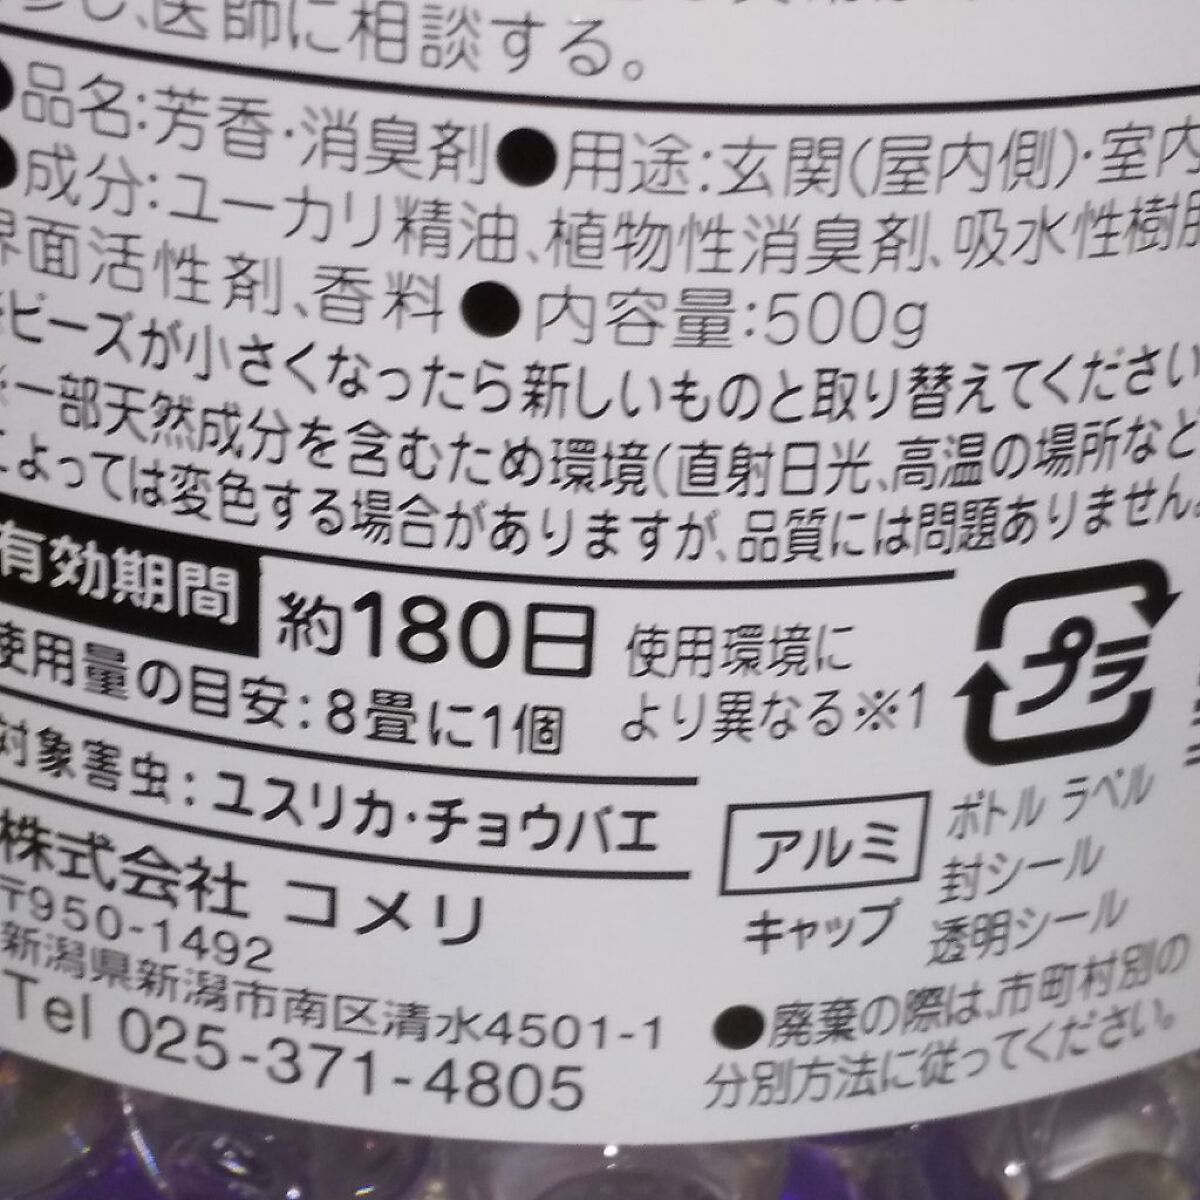 し、医師に相談する。
品名:芳香・消臭剤●用途:玄関(屋内側)・室内
成分:ユーカリ精油、植物性消臭剤、吸水性樹脂
界面活性剤、香料●内容量:500g
※ビーズが小さくなったら新しいものと取り替えてください
※一部天然成分を含むため環境(直射日光、高温の場所など
によっては変色する場合がありますが、品質には問題ありません。
有効期間 約180日 使用環境に
より異なる※1
使用量の目安:8畳に1個
対象害虫:ユスリカ・チョウバエ
株式会社 コメリ
〒950-1492
新潟県新潟市南区清水4501-1
Tel 025-371-4805
プラ
ボトル ラベル
封シール
透明シール
アルミ
キャップ
●廃棄の際は、市町村別の
分別方法に従ってください。